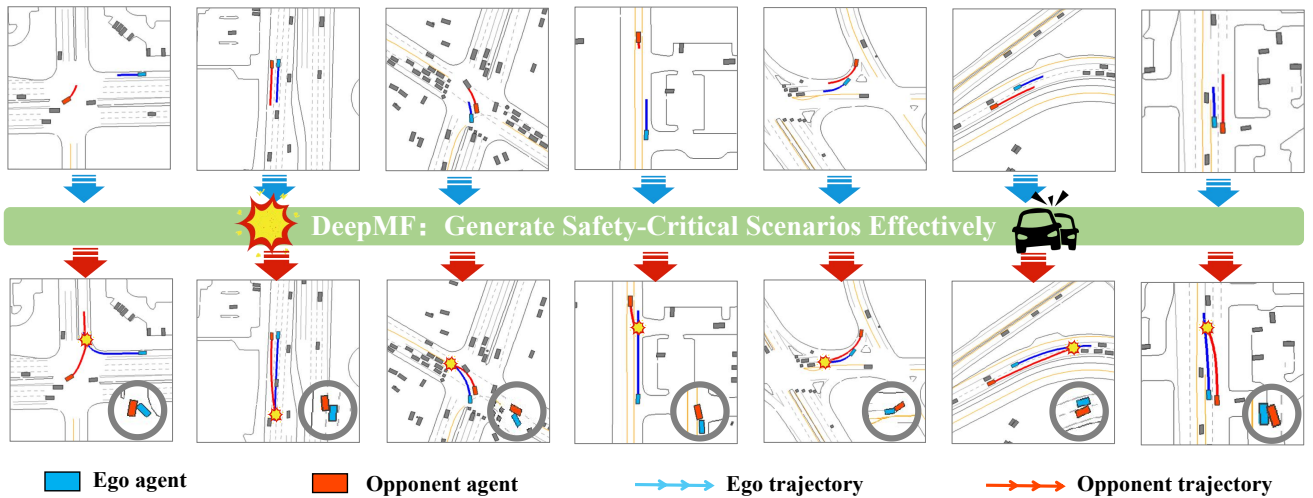 DeepMF：Generate Safety-Critical Scenarios Effectively
Ego agent
Opponent agent
Ego trajectory
Opponent trajectory